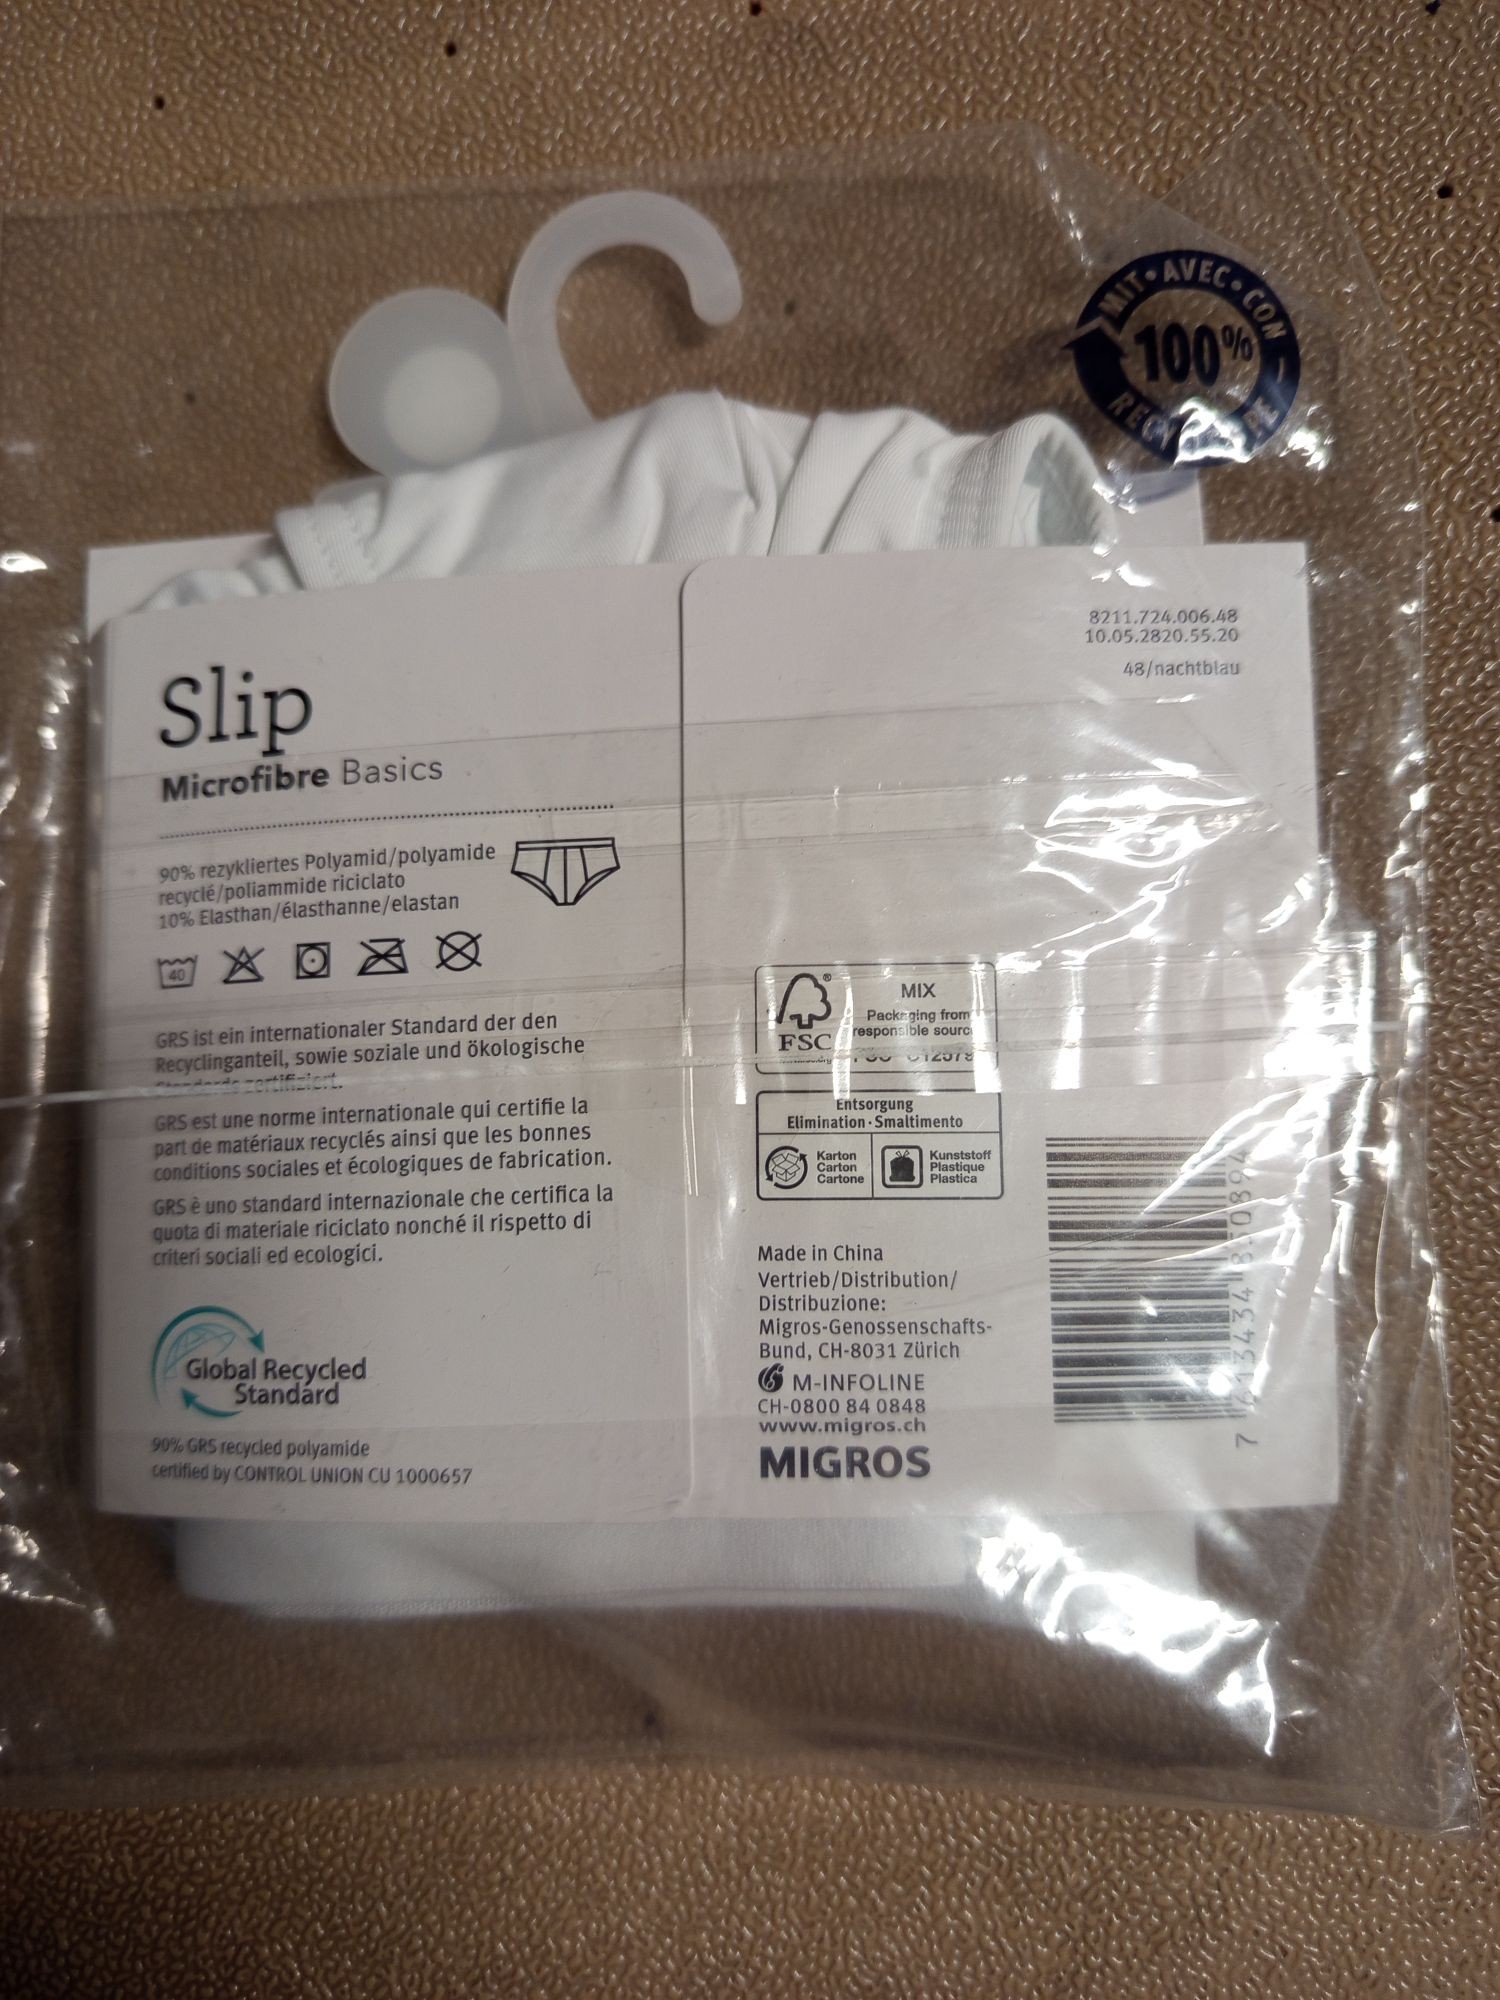 MIT • AVEC • CON
100%
8211.724.006.48
10.05.2820.55.20
48/nachtblau
Slip
Microfibre Basics
90% rezykliertes Polyamid/polyamide
recyclé/poliammide riciclato
10% Elasthan/élasthanne/elastan
40
GRS ist ein internationaler Standard der den
Recyclinganteil, sowie soziale und ökologische
Standards zertifiziert.
GRS est une norme internationale qui certifie la
part de matériaux recyclés ainsi que les bonnes
conditions sociales et écologiques de fabrication.
GRS è uno standard internazionale che certifica la
quota di materiale riciclato nonché il rispetto di
criteri sociali ed ecologici.
Global Recycled
Standard
90% GRS recycled polyamide
certified by CONTROL UNION CU 1000657
®
FSC
MIX
Packaging from
responsible
Entsorgung
Elimination · Smaltimento
Karton
Carton
Cartone
Kunststoff
Plastique
Plastica
Made in China
Vertrieb/Distribution/
Distribuzione:
Migros-Genossenschafts-
Bund, CH-8031 Zürich
M-INFOLINE
CH-0800 84 0848
www.migros.ch
MIGROS